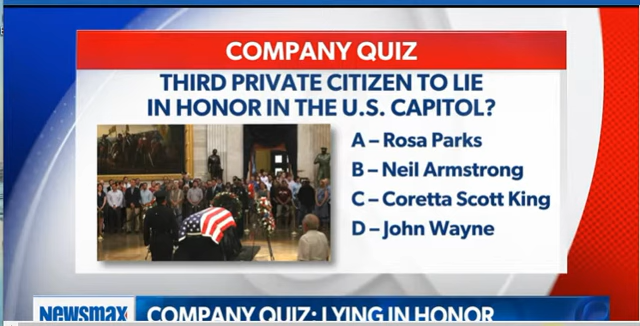 COMPANY QUIZ
THIRD PRIVATE CITIZEN TO LIE
IN HONOR IN THE U.S. CAPITOL?
A – Rosa Parks
B – Neil Armstrong
C – Coretta Scott King
D – John Wayne
NEWSMAX COMPANY QUIZ: LYING IN HONOR